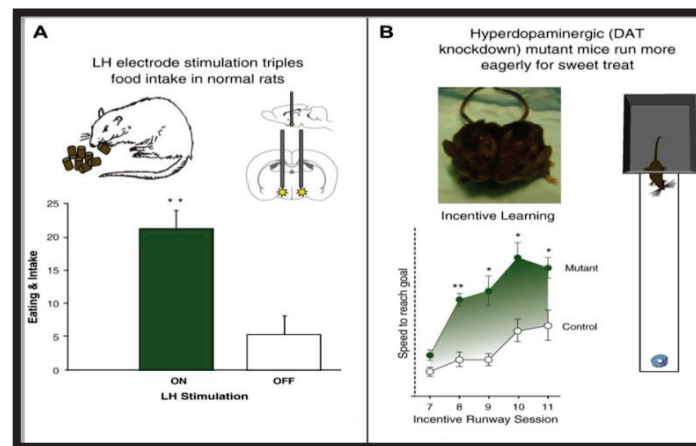 A
LH electrode stimulation triples
food intake in normal rats
25
**
20
15
10
5
0
Eating & Intake
ON
OFF
LH Stimulation
B
Hyperdopaminergic (DAT
knockdown) mutant mice run more
eagerly for sweet treat
Incentive Learning
Speed to reach goal
**
*
*
*
Mutant
Control
7
8
9
10
11
Incentive Runway Session